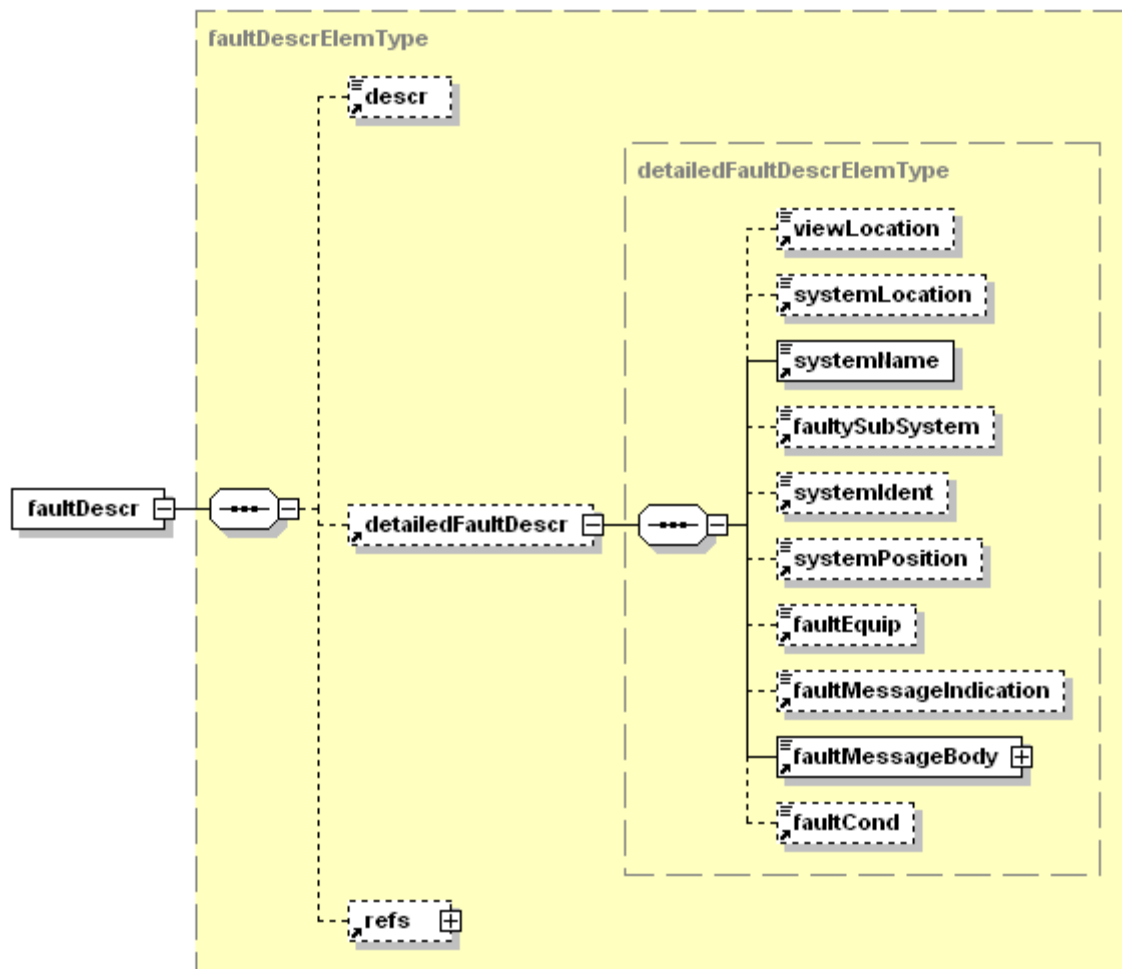 faultDescrElemType
descr
detailedFaultDescrElemType
viewLocation
systemLocation
systemName
faultySubSystem
systemIdent
faultDescr
detailedFaultDescr
systemPosition
faultEquip
faultMessageIndication
faultMessageBody
faultCond
refs